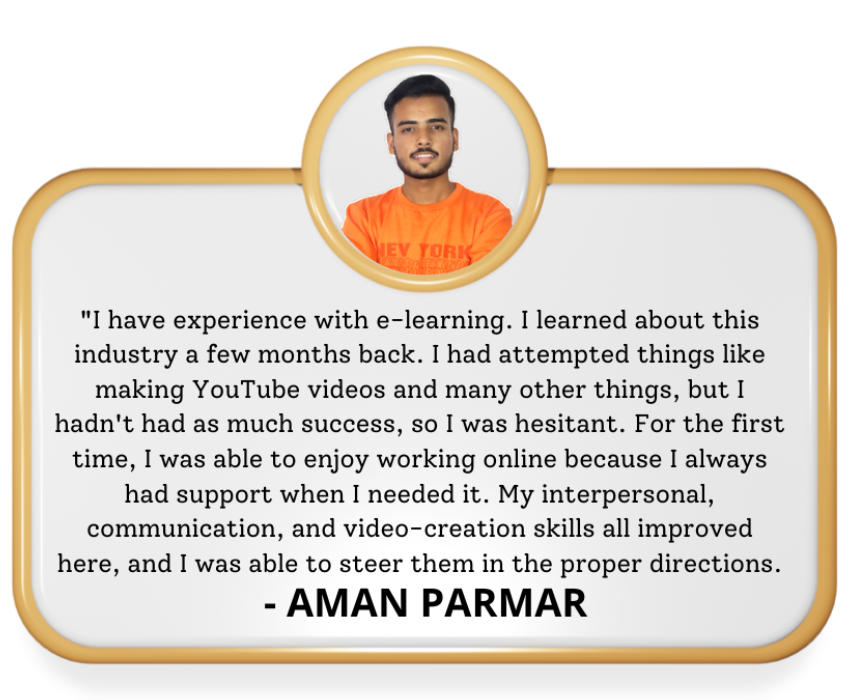 NEW YORK
"I have experience with e-learning. I learned about this
industry a few months back. I had attempted things like
making YouTube videos and many other things, but I
hadn't had as much success, so I was hesitant. For the first
time, I was able to enjoy working online because I always
had support when I needed it. My interpersonal,
communication, and video-creation skills all improved
here, and I was able to steer them in the proper directions.
- AMAN PARMAR